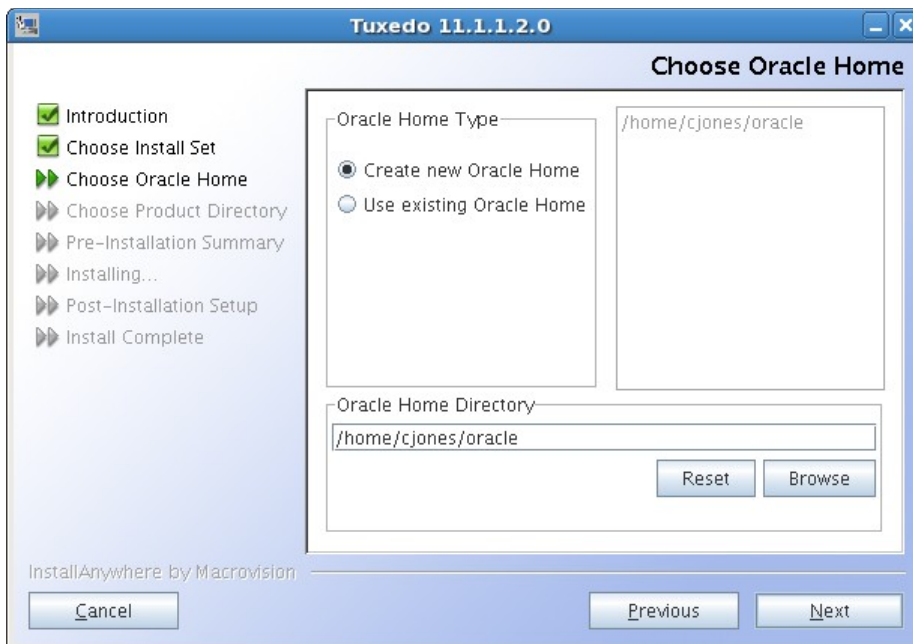 Tuxedo 11.1.1.2.0
Choose Oracle Home
Introduction
Choose Install Set
Choose Oracle Home
Choose Product Directory
Pre-Installation Summary
Installing...
Post-Installation Setup
Install Complete
Oracle Home Type
Create new Oracle Home
Use existing Oracle Home
/home/cjones/oracle
Oracle Home Directory
/home/cjones/oracle
Reset
Browse
InstallAnywhere by Macrovision
Cancel
Previous
Next